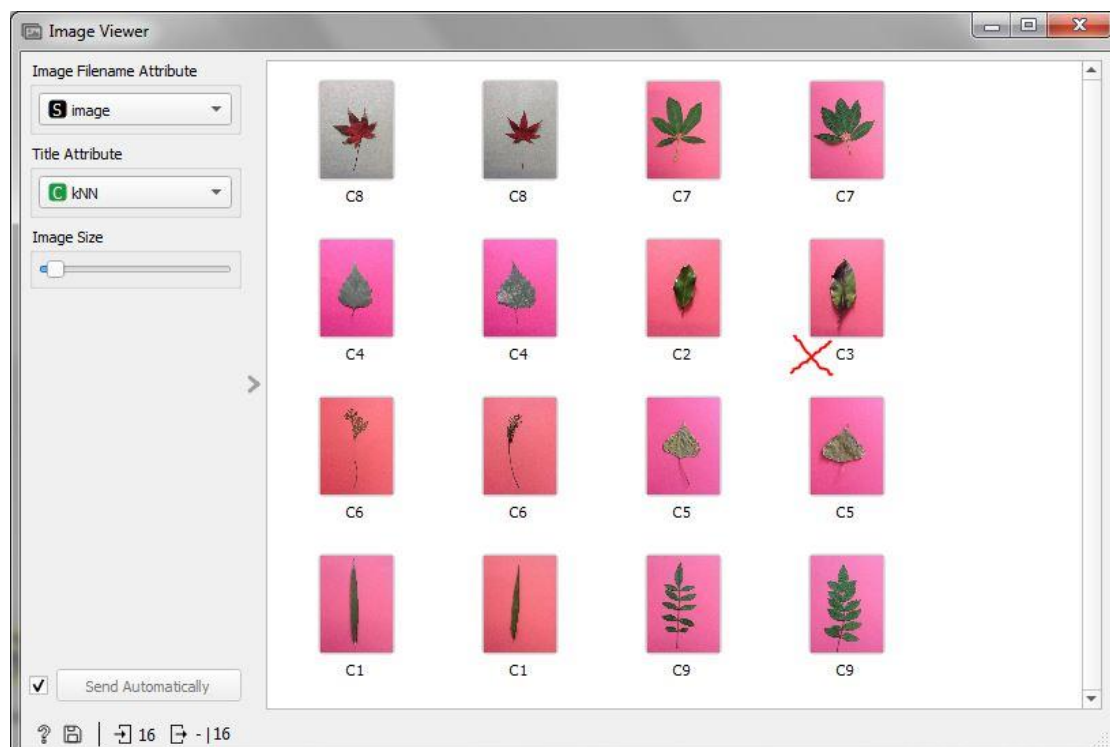 Image Viewer
Image Filename Attribute
S image
Title Attribute
C kNN
Image Size
C8 C8 C7 C7
C4 C4 C2 C3
C6 C6 C5 C5
C1 C1 C9 C9
Send Automatically
? 16 - | 16